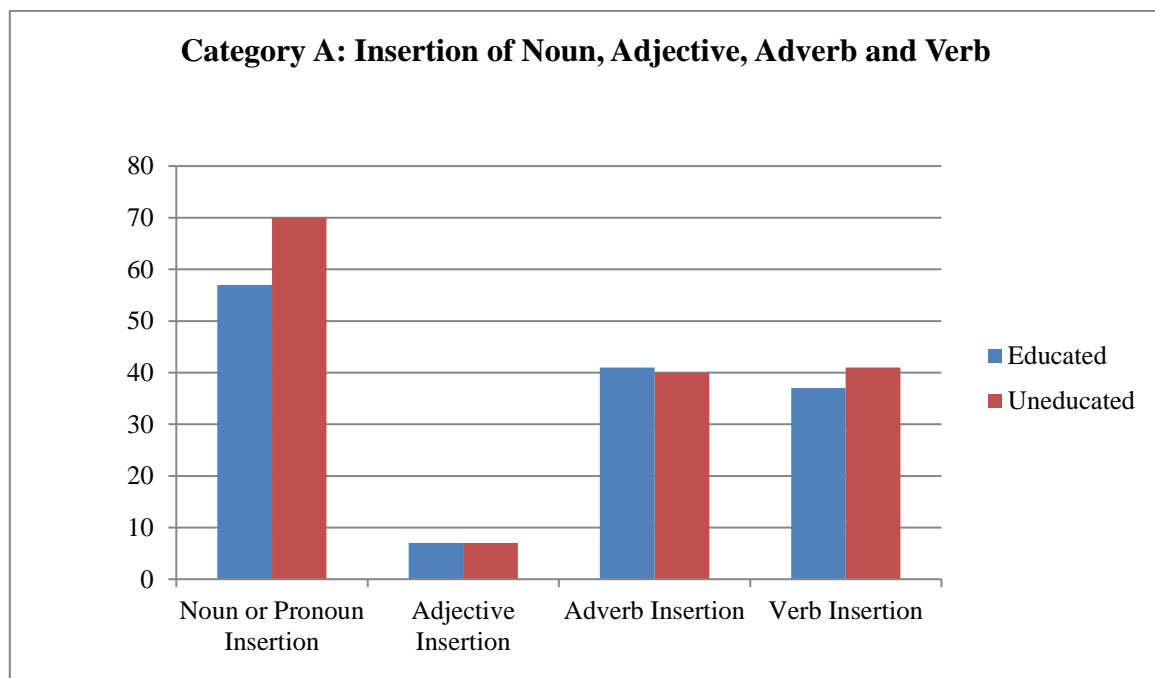 Category A: Insertion of Noun, Adjective, Adverb and Verb
80
70
60
50
40
30
20
10
0
Noun or Pronoun
Insertion
Adjective
Insertion
Adverb Insertion
Verb Insertion
Educated
Uneducated